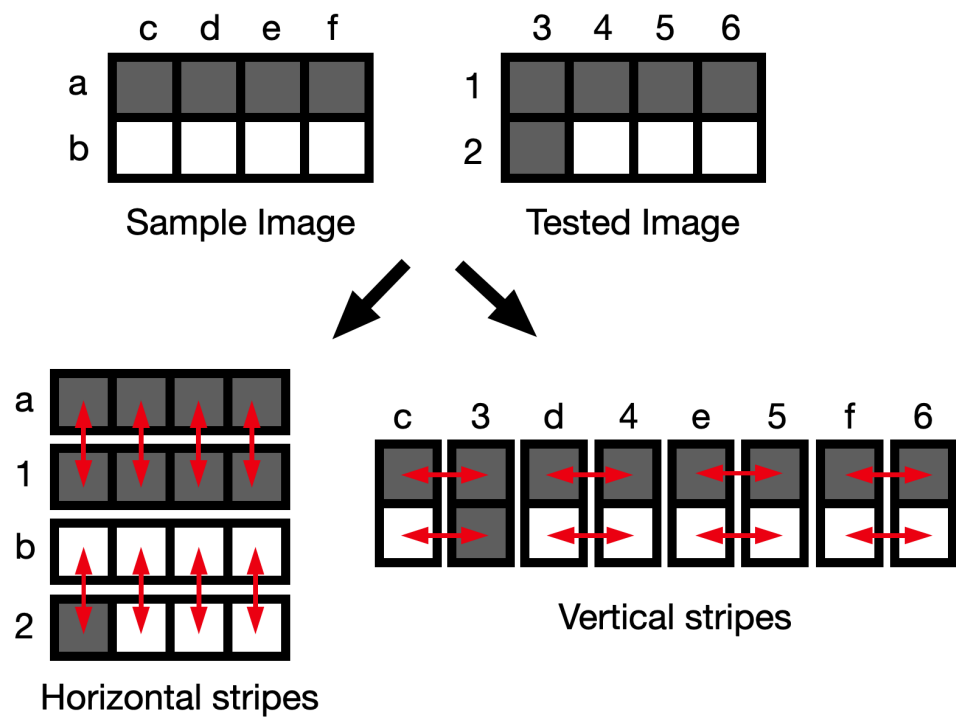 c d e f
3 4 5 6
a
1
b
2
Sample Image
Tested Image
a
1
b
2
Horizontal stripes
c 3 d 4 e 5 f 6
Vertical stripes